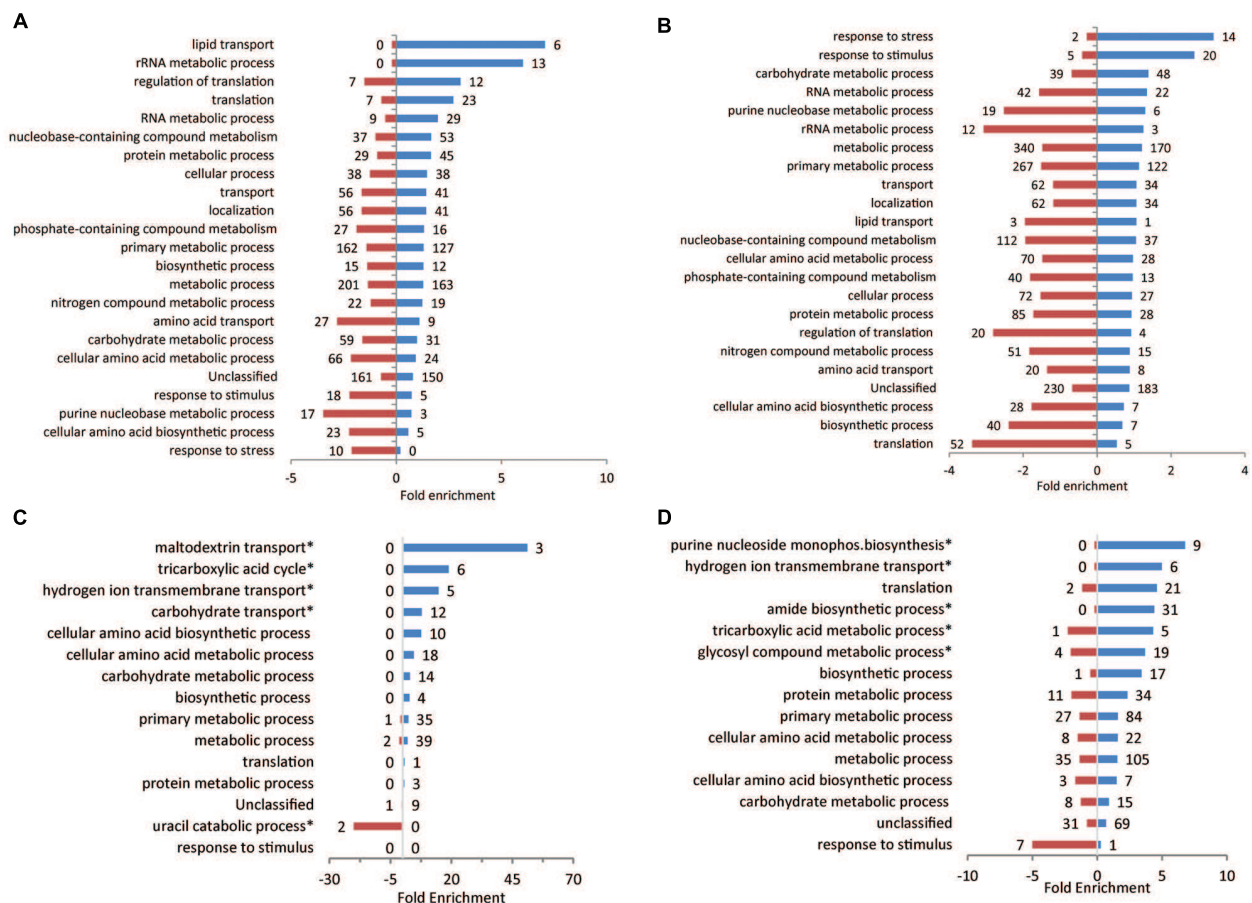 A
lipid transport 0 6
rRNA metabolic process 0 13
regulation of translation 7 12
translation 7 23
RNA metabolic process 9 29
nucleobase-containing compound metabolism 37 53
protein metabolic process 29 45
cellular process 38 38
transport 56 41
localization 56 41
phosphate-containing compound metabolism 27 16
primary metabolic process 162 127
biosynthetic process 15 12
metabolic process 201 163
nitrogen compound metabolic process 22 19
amino acid transport 27 9
carbohydrate metabolic process 59 31
cellular amino acid metabolic process 66 24
Unclassified 161 150
response to stimulus 18 5
purine nucleobase metabolic process 17 3
cellular amino acid biosynthetic process 23 5
response to stress 10 0
-5 0 5 10
Fold enrichment
B
response to stress 2 14
response to stimulus 5 20
carbohydrate metabolic process 39 48
RNA metabolic process 42 22
purine nucleobase metabolic process 19 6
rRNA metabolic process 12 3
metabolic process 340 170
primary metabolic process 267 122
transport 62 34
localization 62 34
lipid transport 3 1
nucleobase-containing compound metabolism 112 37
cellular amino acid metabolic process 70 28
phosphate-containing compound metabolism 40 13
cellular process 72 27
protein metabolic process 85 28
regulation of translation 20 4
nitrogen compound metabolic process 51 15
amino acid transport 20 8
Unclassified 230 183
cellular amino acid biosynthetic process 28 7
biosynthetic process 40 7
translation 52 5
-4 -2 0 2 4
Fold enrichment
C
maltodextrin transport* 0 3
tricarboxylic acid cycle* 0 6
hydrogen ion transmembrane transport* 0 5
carbohydrate transport* 0 12
cellular amino acid biosynthetic process 0 10
cellular amino acid metabolic process 0 18
carbohydrate metabolic process 0 14
biosynthetic process 0 4
primary metabolic process 1 35
metabolic process 2 39
translation 0 1
protein metabolic process 0 3
Unclassified 1 9
uracil catabolic process* 2 0
response to stimulus 0 0
-30 -5 20 45 70
Fold Enrichment
D
purine nucleoside monophos.biosynthesis* 0 9
hydrogen ion transmembrane transport* 0 6
translation 2 21
amide biosynthetic process* 0 31
tricarboxylic acid metabolic process* 1 5
glycosyl compound metabolic process* 4 19
biosynthetic process 1 17
protein metabolic process 11 34
primary metabolic process 27 84
cellular amino acid metabolic process 8 22
metabolic process 35 105
cellular amino acid biosynthetic process 3 7
carbohydrate metabolic process 8 15
unclassified 31 69
response to stimulus 7 1
-10 -5 0 5 10
Fold Enrichment